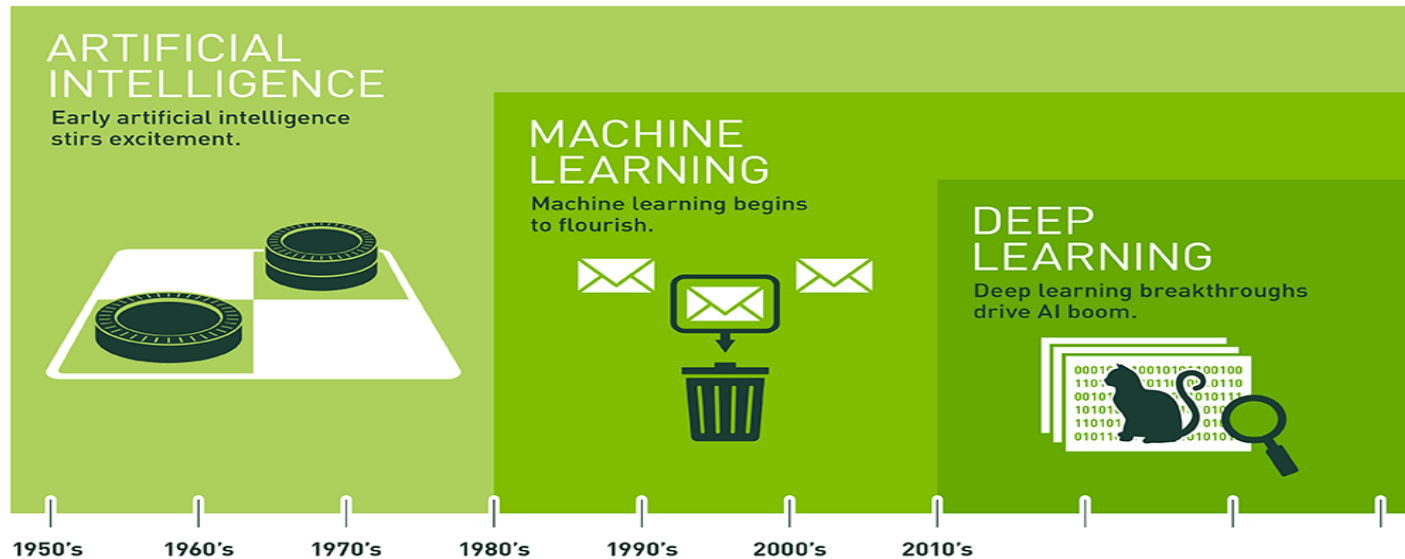 ARTIFICIAL
INTELLIGENCE
Early artificial intelligence
stirs excitement.
MACHINE
LEARNING
Machine learning begins
to flourish.
DEEP
LEARNING
Deep learning breakthroughs
drive AI boom.
1950's
1960's
1970's
1980's
1990's
2000's
2010's